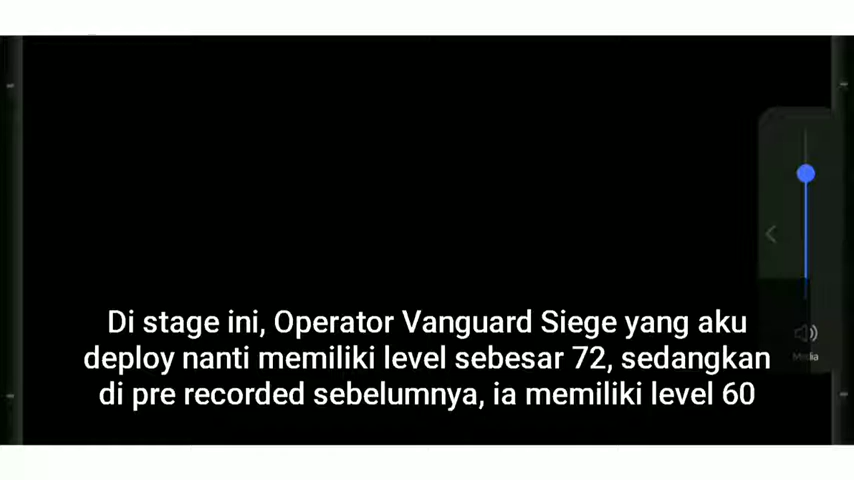 Di stage ini, Operator Vanguard Siege yang aku
deploy nanti memiliki level sebesar 72, sedangkan
di pre recorded sebelumnya, ia memiliki level 60
Media